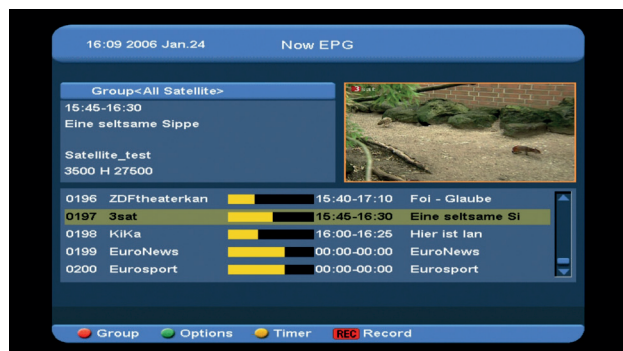 16:09 2006 Jan.24 Now EPG
Group<All Satellite>
15:45-16:30
Eine seltsame Sippe
Satellite_test
3500 H 27500
3sat
0196 ZDFtheaterkan 15:40-17:10 Foi - Glaube
0197 3sat 15:45-16:30 Eine seltsame Si
0198 KiKa 16:00-16:25 Hier ist Ian
0199 EuroNews 00:00-00:00 EuroNews
0200 Eurosport 00:00-00:00 Eurosport
Group Options Timer REC Record